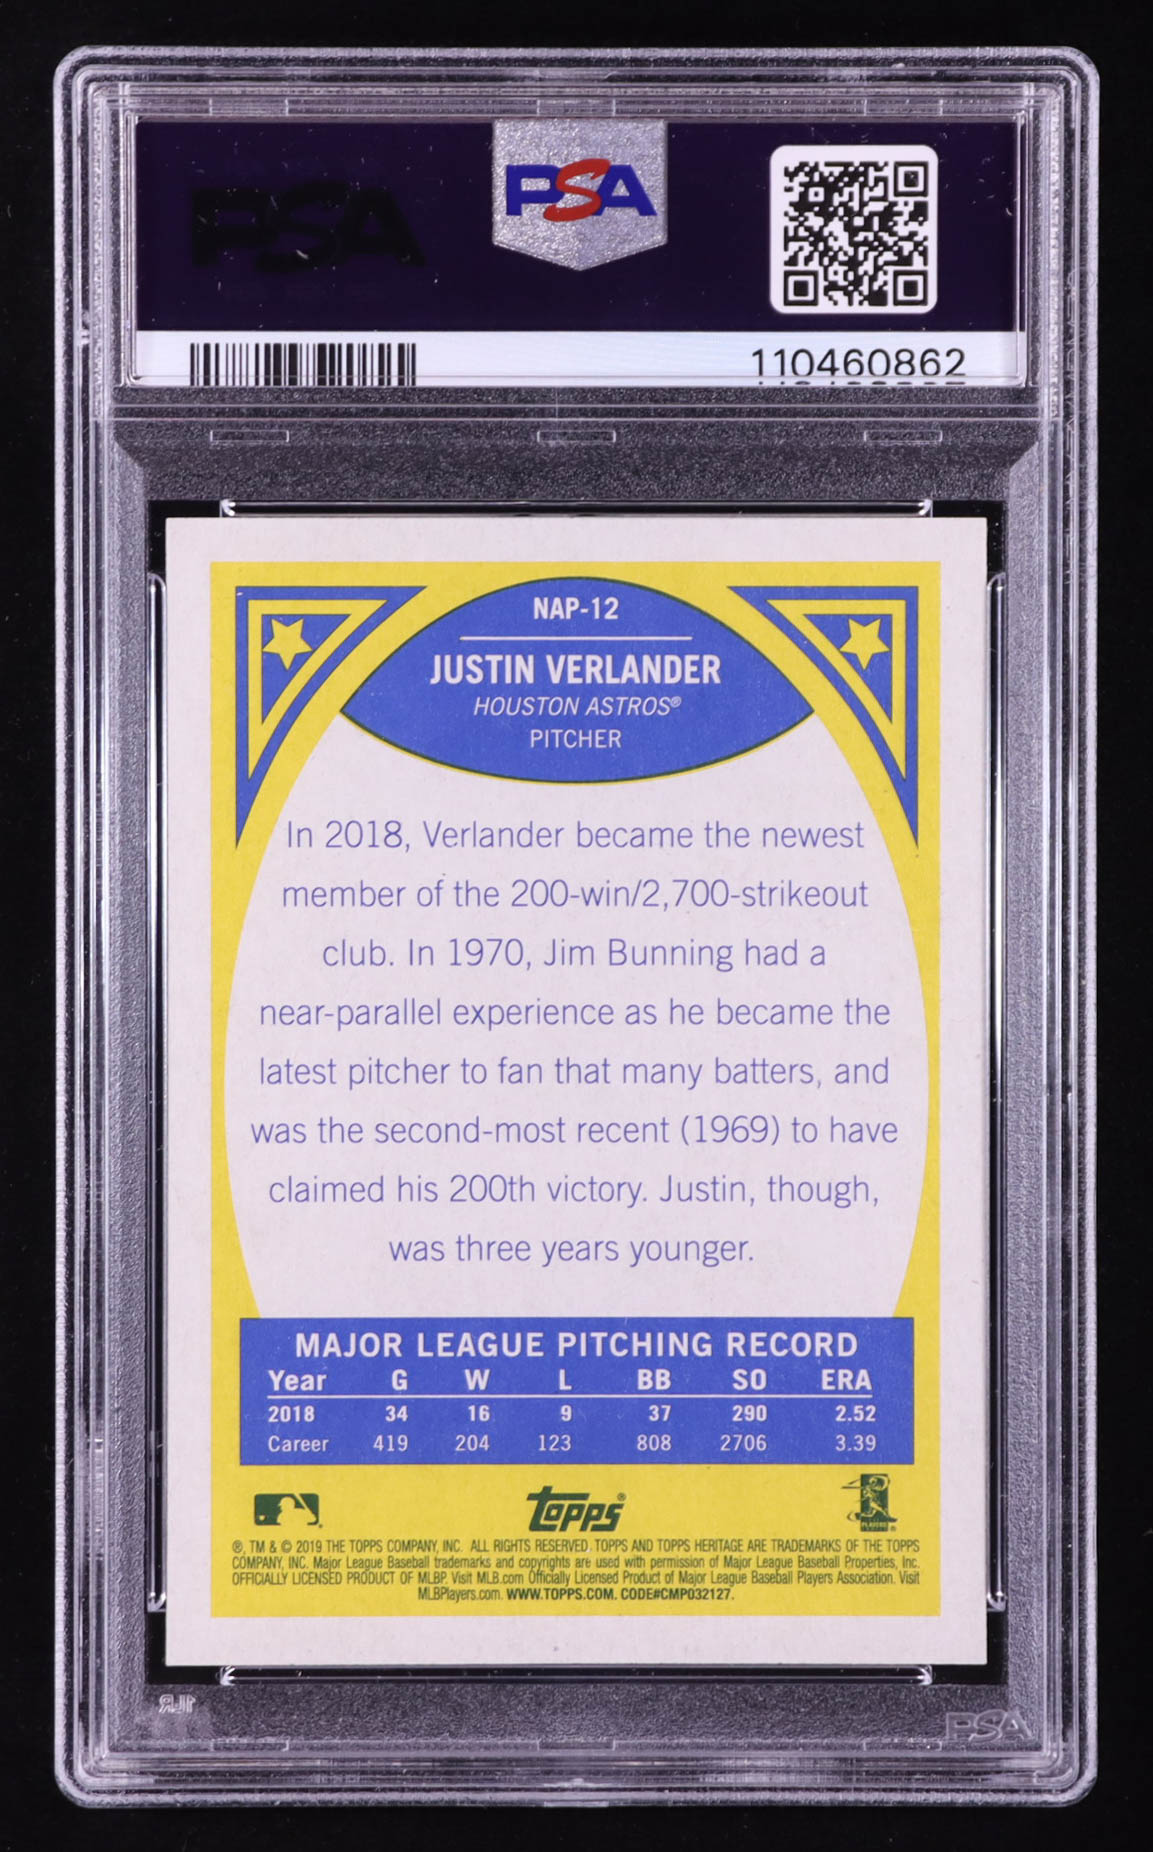 PSA
PSA
110460862
NAP-12
JUSTIN VERLANDER
HOUSTON ASTROS®
PITCHER
In 2018, Verlander became the newest
member of the 200-win/2,700-strikeout
club. In 1970, Jim Bunning had a
near-parallel experience as he became the
latest pitcher to fan that many batters, and
was the second-most recent (1969) to have
claimed his 200th victory. Justin, though,
was three years younger.
MAJOR LEAGUE PITCHING RECORD
Year G W L BB SO ERA
2018 34 16 9 37 290 2.52
Career 419 204 123 808 2706 3.39
Topps®
PLAYERS
®, TM & © 2019 THE TOPPS COMPANY, INC. ALL RIGHTS RESERVED. TOPPS AND TOPPS HERITAGE ARE TRADEMARKS OF THE TOPPS
COMPANY, INC. Major League Baseball trademarks and copyrights are used with permission of Major League Baseball Properties, Inc.
OFFICIALLY LICENSED PRODUCT OF MLBP. Visit MLB.com Officially Licensed Product of Major League Baseball Players Association. Visit
MLBPlayers.com. WWW.TOPPS.COM. CODE#CMP032127.
PSA